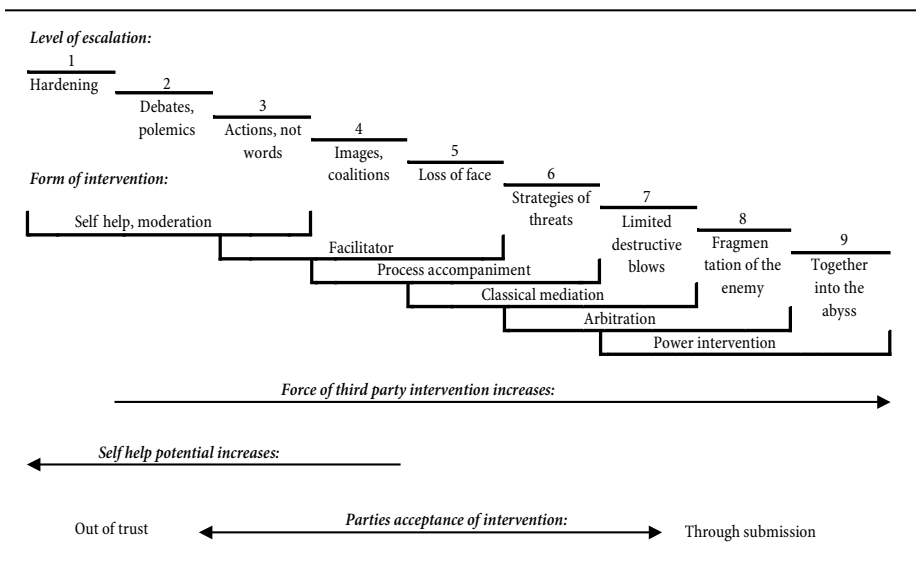 Level of escalation:
1
Hardening
2
Debates,
polemics
3
Actions, not
words
4
Images,
coalitions
5
Loss of face
6
Strategies of
threats
7
Limited
destructive
blows
8
Fragmen
tation of the
enemy
9
Together
into the
abyss
Form of intervention:
Self help, moderation
Facilitator
Process accompaniment
Classical mediation
Arbitration
Power intervention
Force of third party intervention increases:
Self help potential increases:
Out of trust
Parties acceptance of intervention:
Through submission